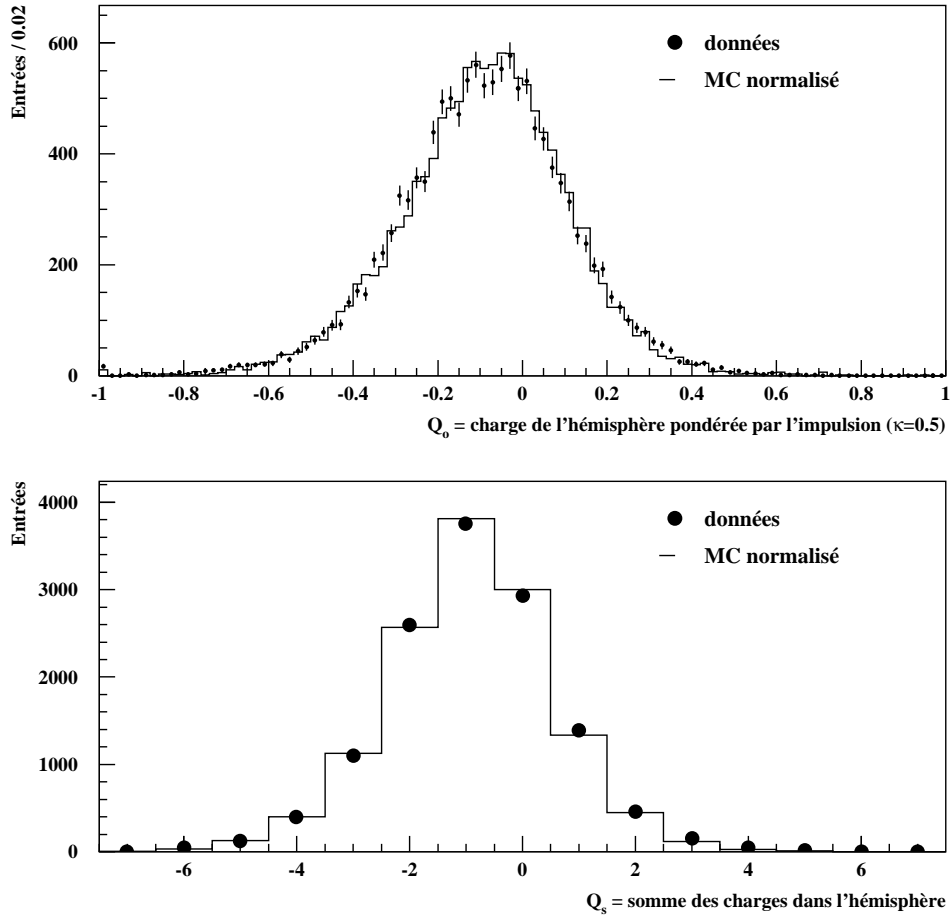 Entrées / 0.02
600
400
200
0
données
MC normalisé
-1 -0.8 -0.6 -0.4 -0.2 0 0.2 0.4 0.6 0.8 1
Qo = charge de l'hémisphère pondérée par l'impulsion (κ=0.5)
Entrées
4000
3000
2000
1000
0
données
MC normalisé
-6 -4 -2 0 2 4 6
Qs = somme des charges dans l'hémisphère